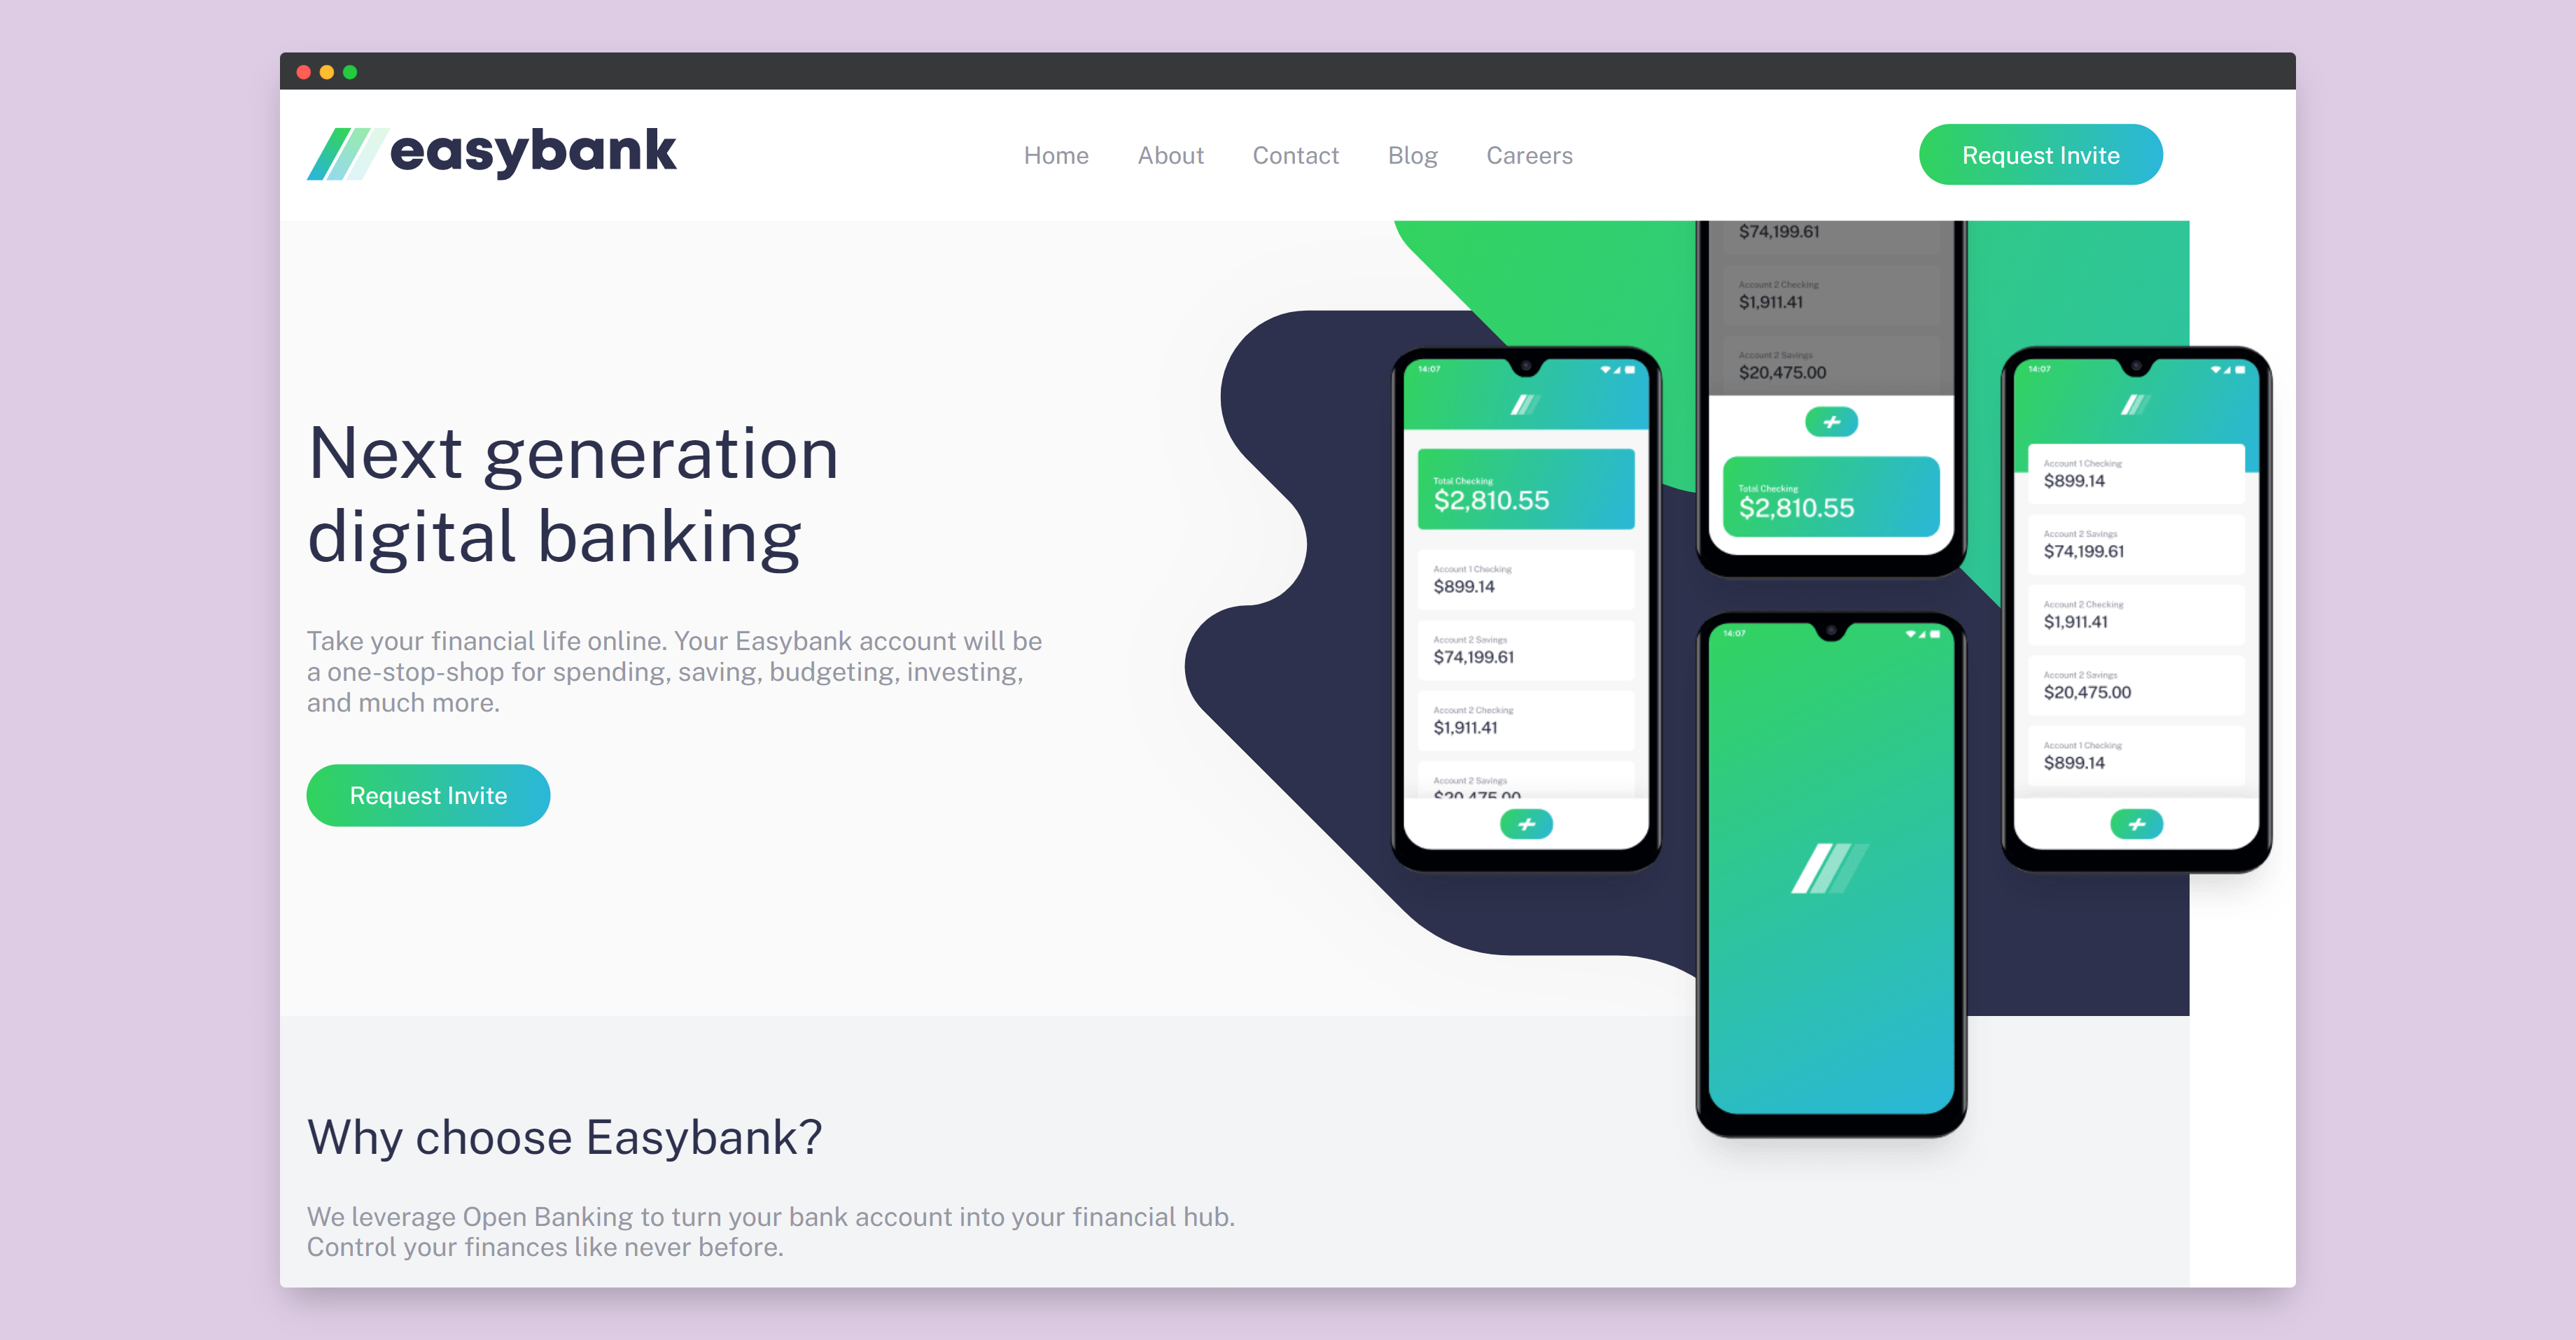 easybank
Home
About
Contact
Blog
Careers
Request Invite
Next generation
digital banking
Take your financial life online. Your Easybank account will be
a one-stop-shop for spending, saving, budgeting, investing,
and much more.
Request Invite
14:07
Total Checking
$2,810.55
Account 1 Checking
$899.14
Account 2 Savings
$74,199.61
Account 2 Checking
$1,911.41
Account 2 Savings
$20,475.00
$74,199.61
Account 2 Checking
$1,911.41
Account 2 Savings
$20,475.00
Total Checking
$2,810.55
14:07
14:07
Account 1 Checking
$899.14
Account 2 Savings
$74,199.61
Account 2 Checking
$1,911.41
Account 2 Savings
$20,475.00
Account 1 Checking
$899.14
Why choose Easybank?
We leverage Open Banking to turn your bank account into your financial hub.
Control your finances like never before.